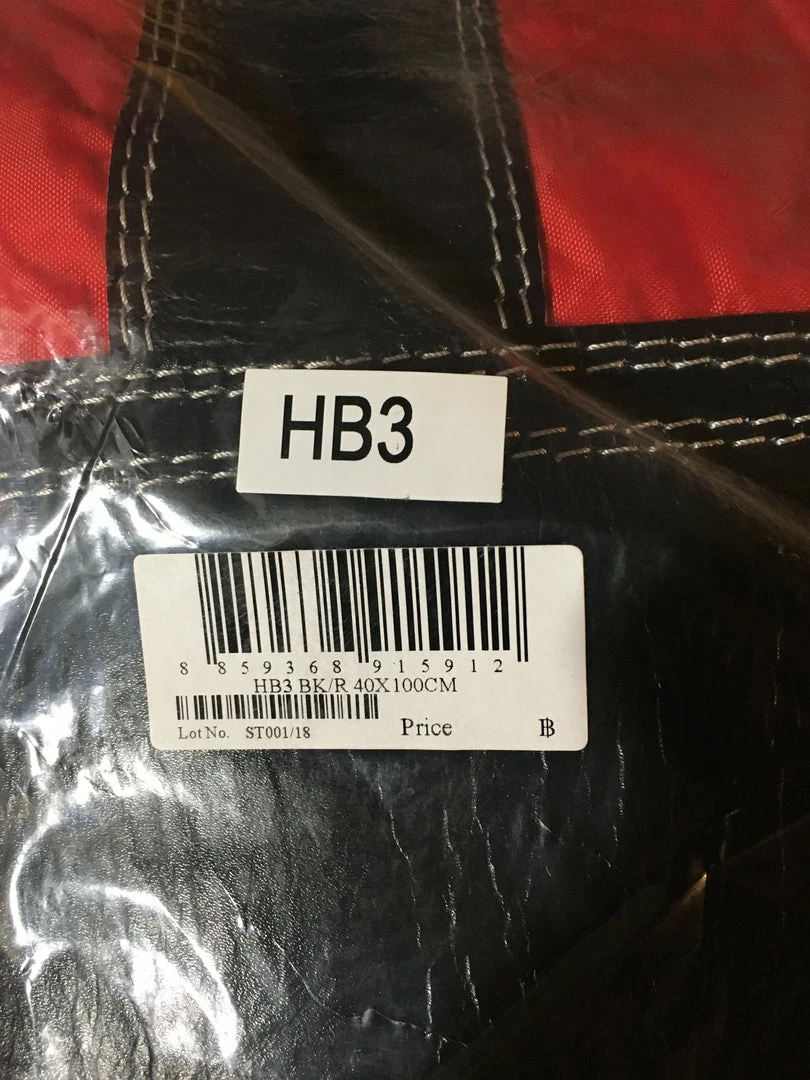 HB3
8 859368 915912
HB3 BK/R 40X100CM
Lot No. ST001/18 Price ฿